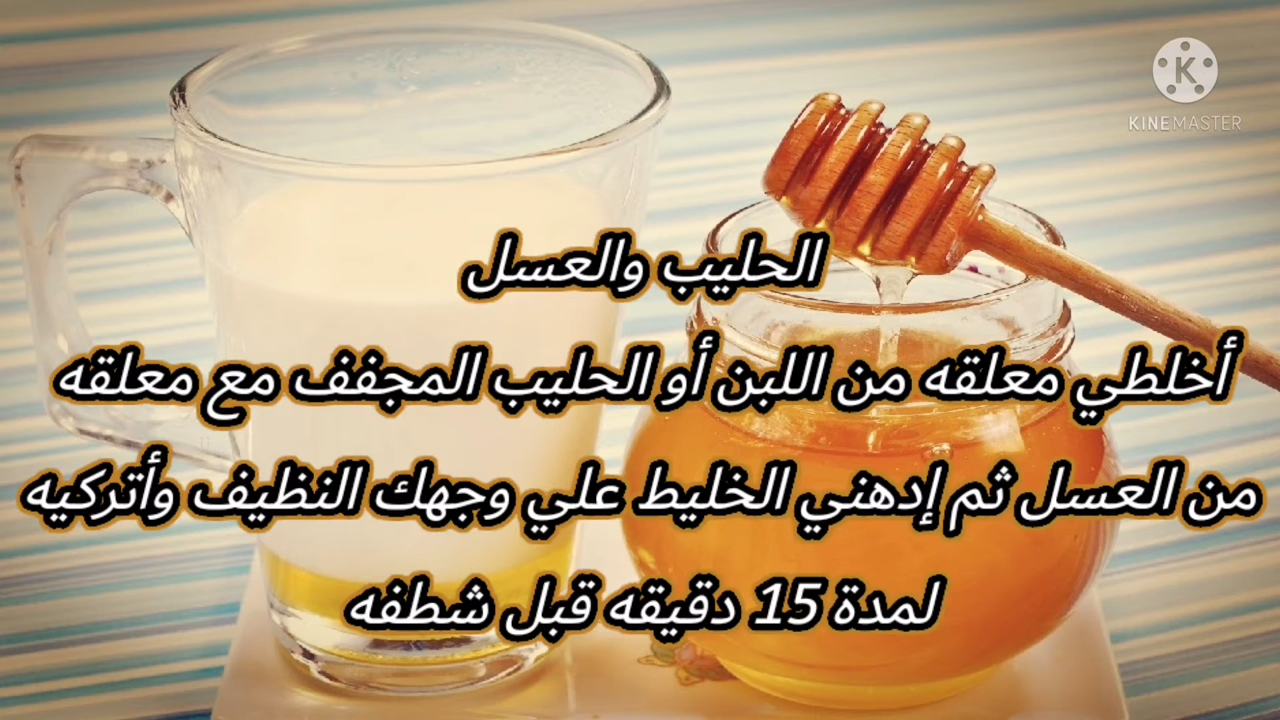 KINEMASTER
الحليب والعسل
أخلطي معلقه من اللبن أو الحليب المجفف مع معلقه
من العسل ثم إدهني الخليط علي وجهك النظيف وأتركيه
لمدة 15 دقيقه قبل شطفه